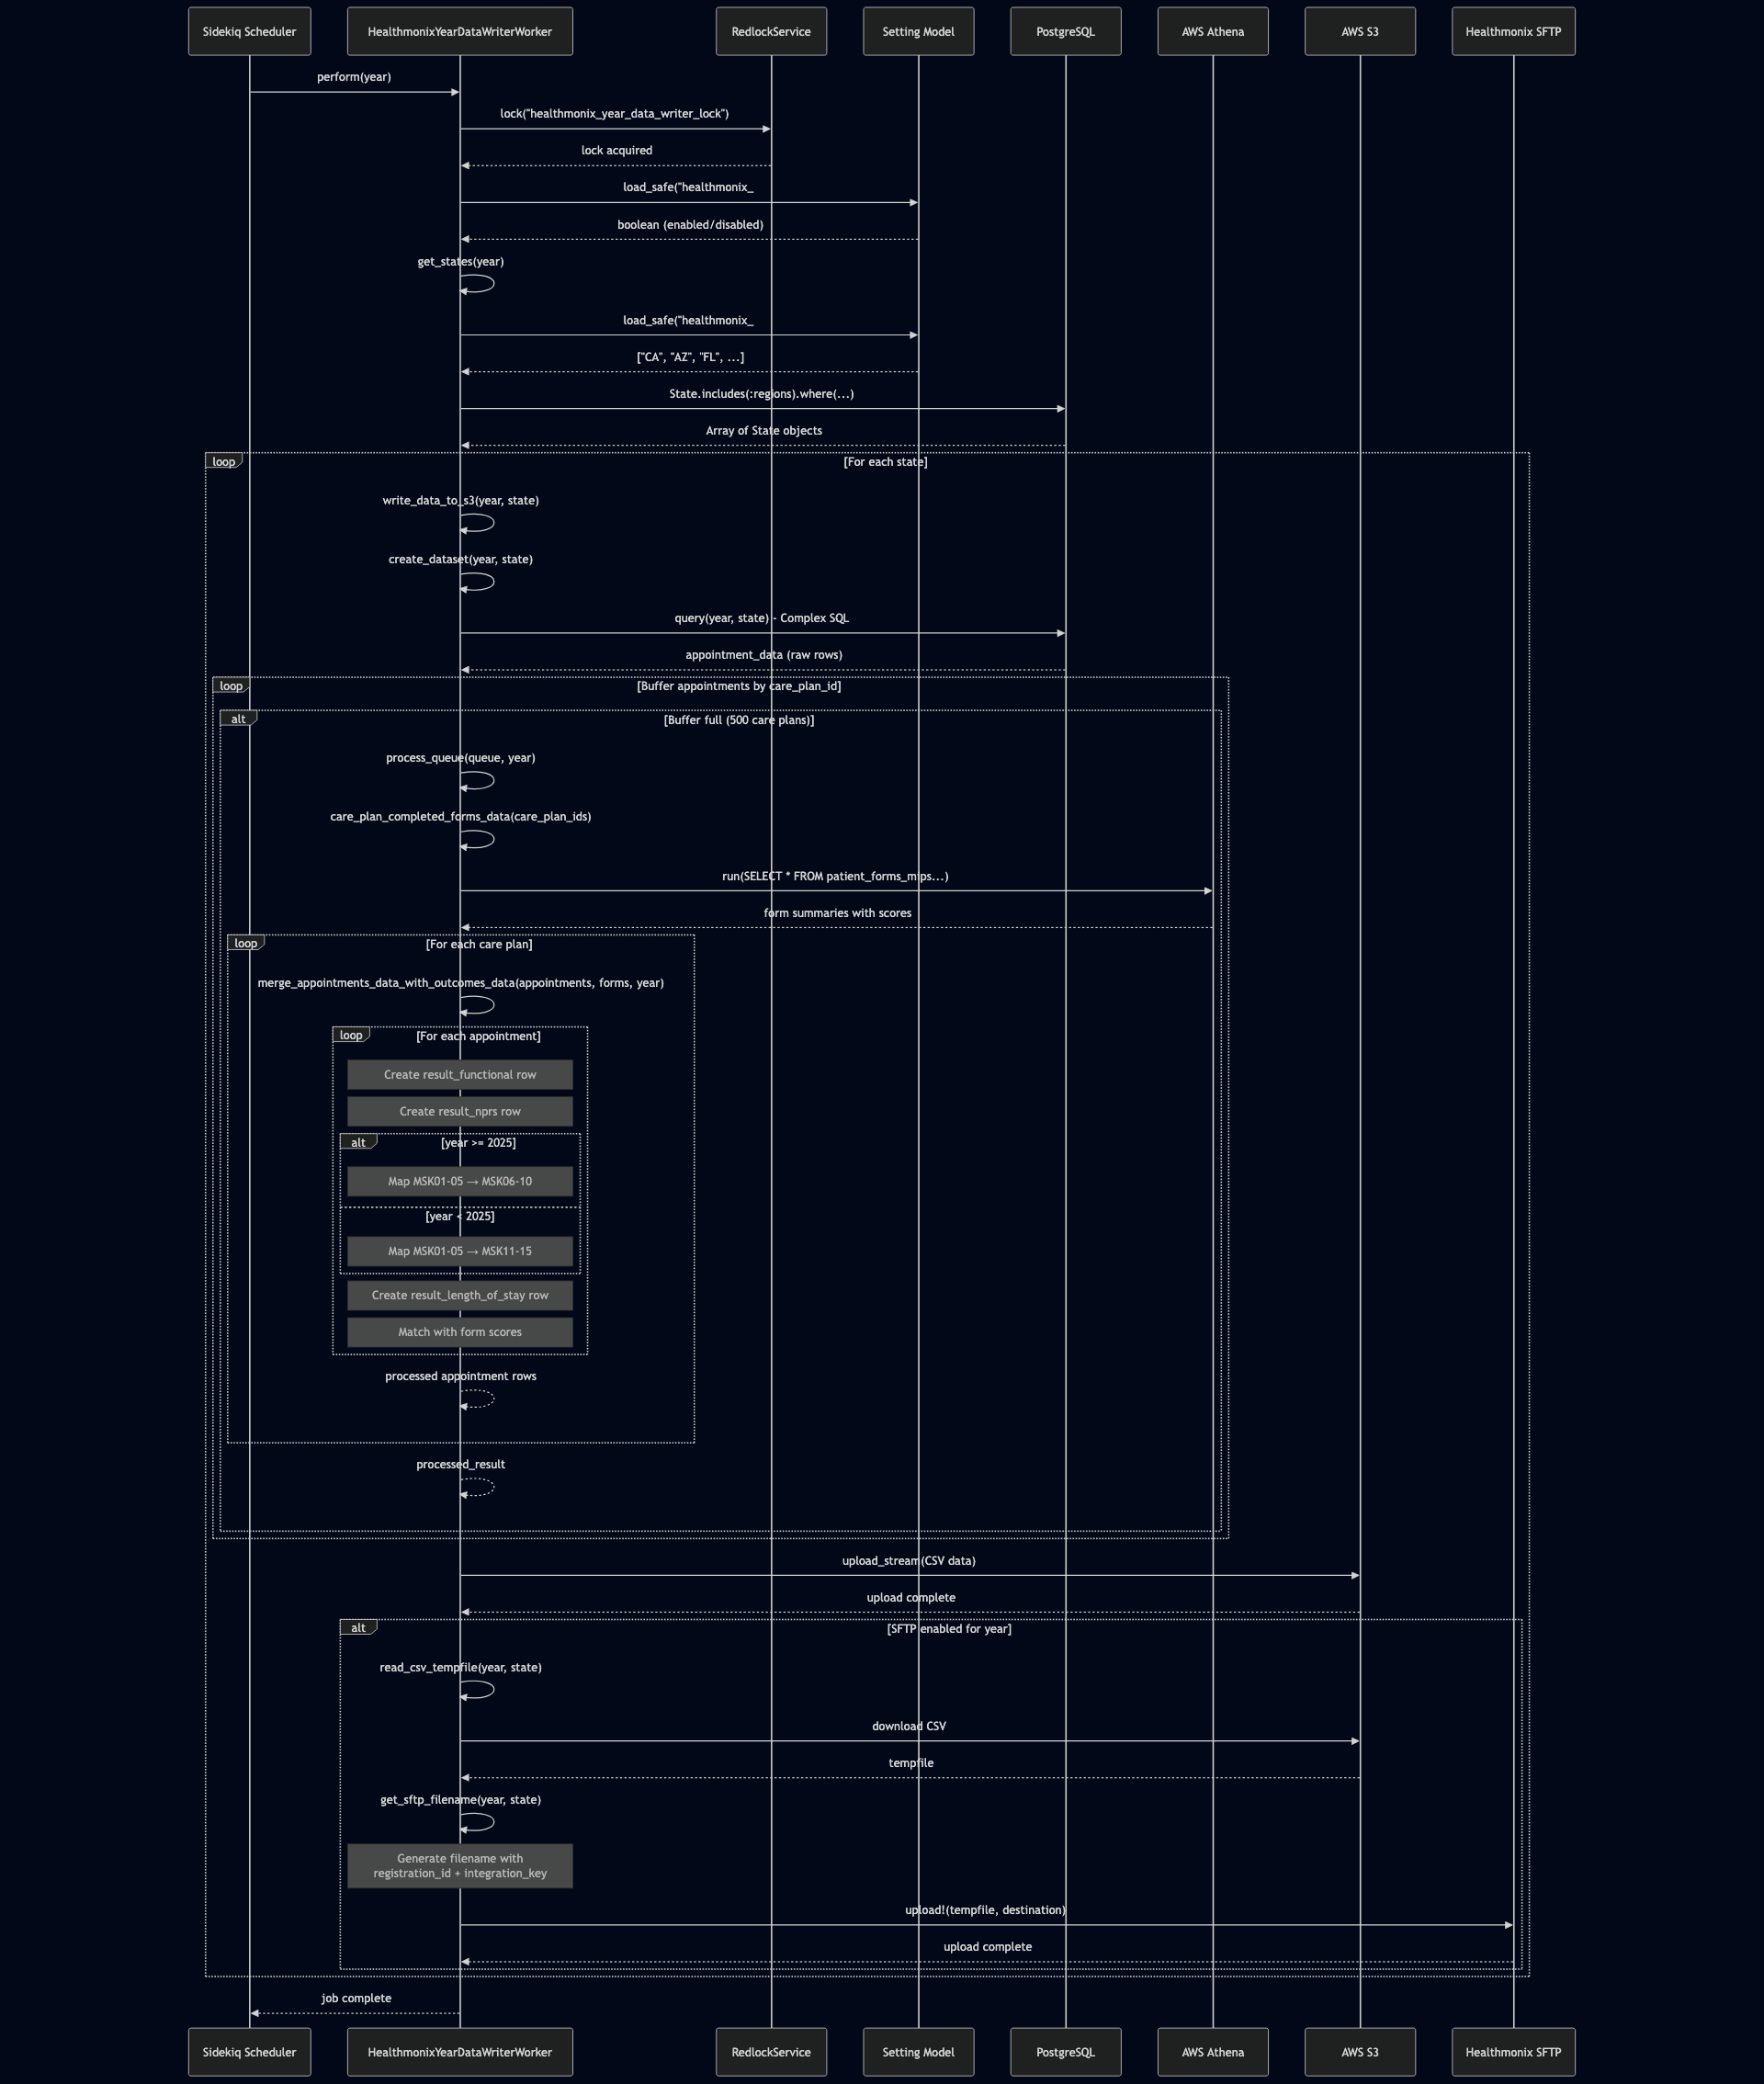 Sidekiq Scheduler
HealthmonixYearDataWriterWorker
RedlockService
Setting Model
PostgreSQL
AWS Athena
AWS S3
Healthmonix SFTP
perform(year)
lock("healthmonix_year_data_writer_lock")
lock acquired
load_safe("healthmonix_
boolean (enabled/disabled)
get_states(year)
load_safe("healthmonix_
["CA", "AZ", "FL", ...]
State.includes(:regions).where(...)
Array of State objects
loop
[For each state]
write_data_to_s3(year, state)
create_dataset(year, state)
query(year, state) - Complex SQL
appointment_data (raw rows)
loop
[Buffer appointments by care_plan_id]
alt
[Buffer full (500 care plans)]
process_queue(queue, year)
care_plan_completed_forms_data(care_plan_ids)
run(SELECT * FROM patient_forms_mips...)
form summaries with scores
loop
[For each care plan]
merge_appointments_data_with_outcomes_data(appointments, forms, year)
loop
[For each appointment]
Create result_functional row
Create result_nprs row
alt
[year >= 2025]
Map MSK01-05 → MSK06-10
[year < 2025]
Map MSK01-05 → MSK11-15
Create result_length_of_stay row
Match with form scores
processed appointment rows
processed_result
upload_stream(CSV data)
upload complete
alt
[SFTP enabled for year]
read_csv_tempfile(year, state)
download CSV
tempfile
get_sftp_filename(year, state)
Generate filename with
registration_id + integration_key
upload!(tempfile, destination)
upload complete
job complete
Sidekiq Scheduler
HealthmonixYearDataWriterWorker
RedlockService
Setting Model
PostgreSQL
AWS Athena
AWS S3
Healthmonix SFTP